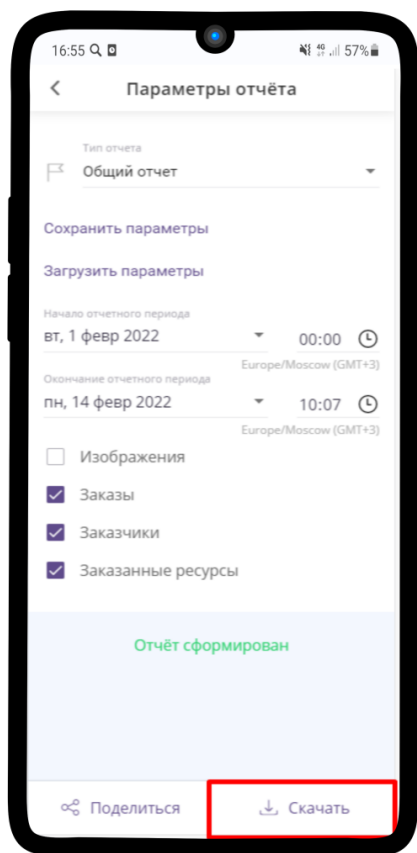 16:55
4G
57%
Параметры отчёта
Тип отчета
Общий отчет
Сохранить параметры
Загрузить параметры
Начало отчетного периода
вт, 1 февр 2022 00:00
Europe/Moscow (GMT+3)
Окончание отчетного периода
пн, 14 февр 2022 10:07
Europe/Moscow (GMT+3)
Изображения
Заказы
Заказчики
Заказанные ресурсы
Отчёт сформирован
Поделиться Скачать